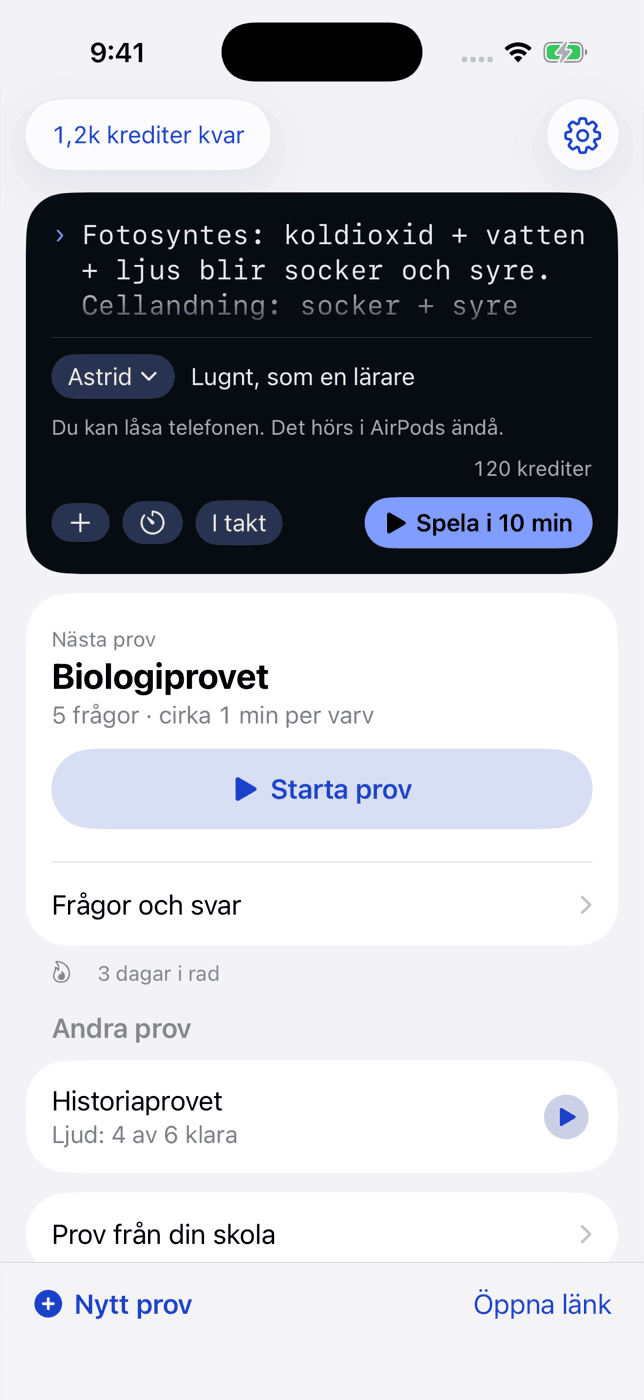 9:41
1,2k krediter kvar
› Fotosyntes: koldioxid + vatten
+ ljus blir socker och syre.
Cellandning: socker + syre
Astrid
Lugnt, som en lärare
Du kan låsa telefonen. Det hörs i AirPods ändå.
120 krediter
I takt
Spela i 10 min
Nästa prov
Biologiprovet
5 frågor · cirka 1 min per varv
Starta prov
Frågor och svar
3 dagar i rad
Andra prov
Historiaprovet
Ljud: 4 av 6 klara
Prov från din skola
Nytt prov
Öppna länk